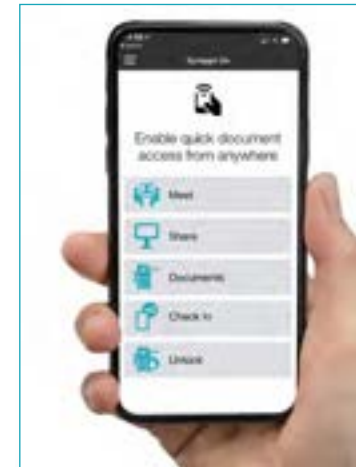 Enable quick document
access from anywhere
Meet
Share
Documents
Check In
Unlock